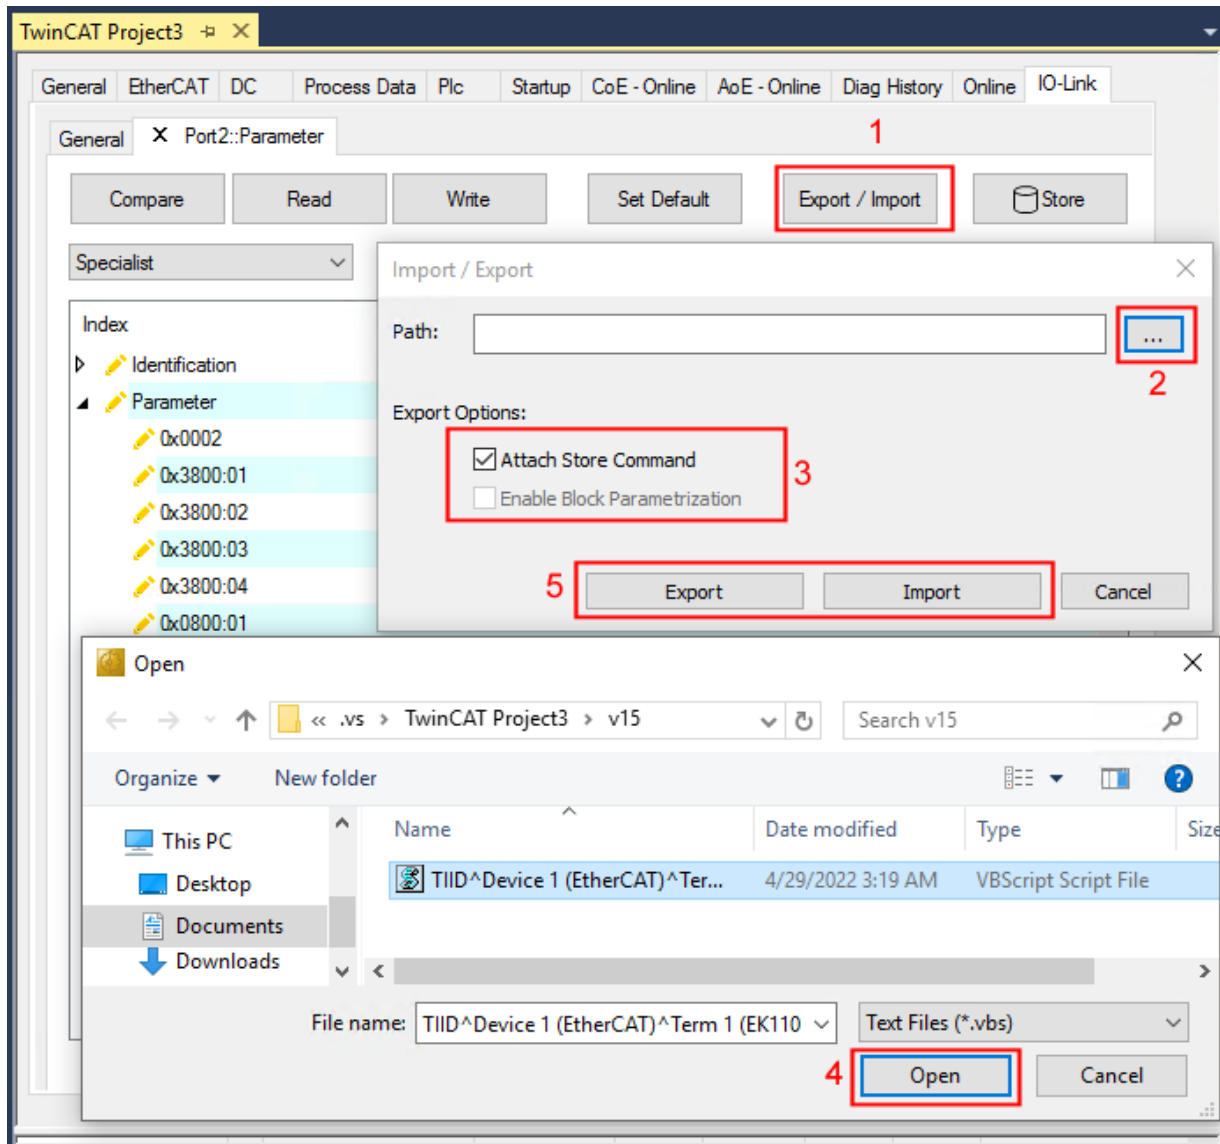 TwinCAT Project3
General EtherCAT DC Process Data Plc Startup CoE - Online AoE - Online Diag History Online IO-Link
General X Port2::Parameter
1
Compare Read Write Set Default Export / Import Store
Specialist
Import / Export
Index
Path:
...
2
Identification
Parameter
Export Options:
0x0002
Attach Store Command
3
0x3800:01
Enable Block Parametrization
0x3800:02
0x3800:03
0x3800:04
5 Export Import Cancel
0x0800:01
Open
« .vs > TwinCAT Project3 > v15 Search v15
Organize New folder
Name Date modified Type Size
This PC
TIID^Device 1 (EtherCAT)^Ter... 4/29/2022 3:19 AM VBScript Script File
Desktop
Documents
Downloads
File name: TIID^Device 1 (EtherCAT)^Term 1 (EK110 Text Files (*.vbs)
4 Open Cancel